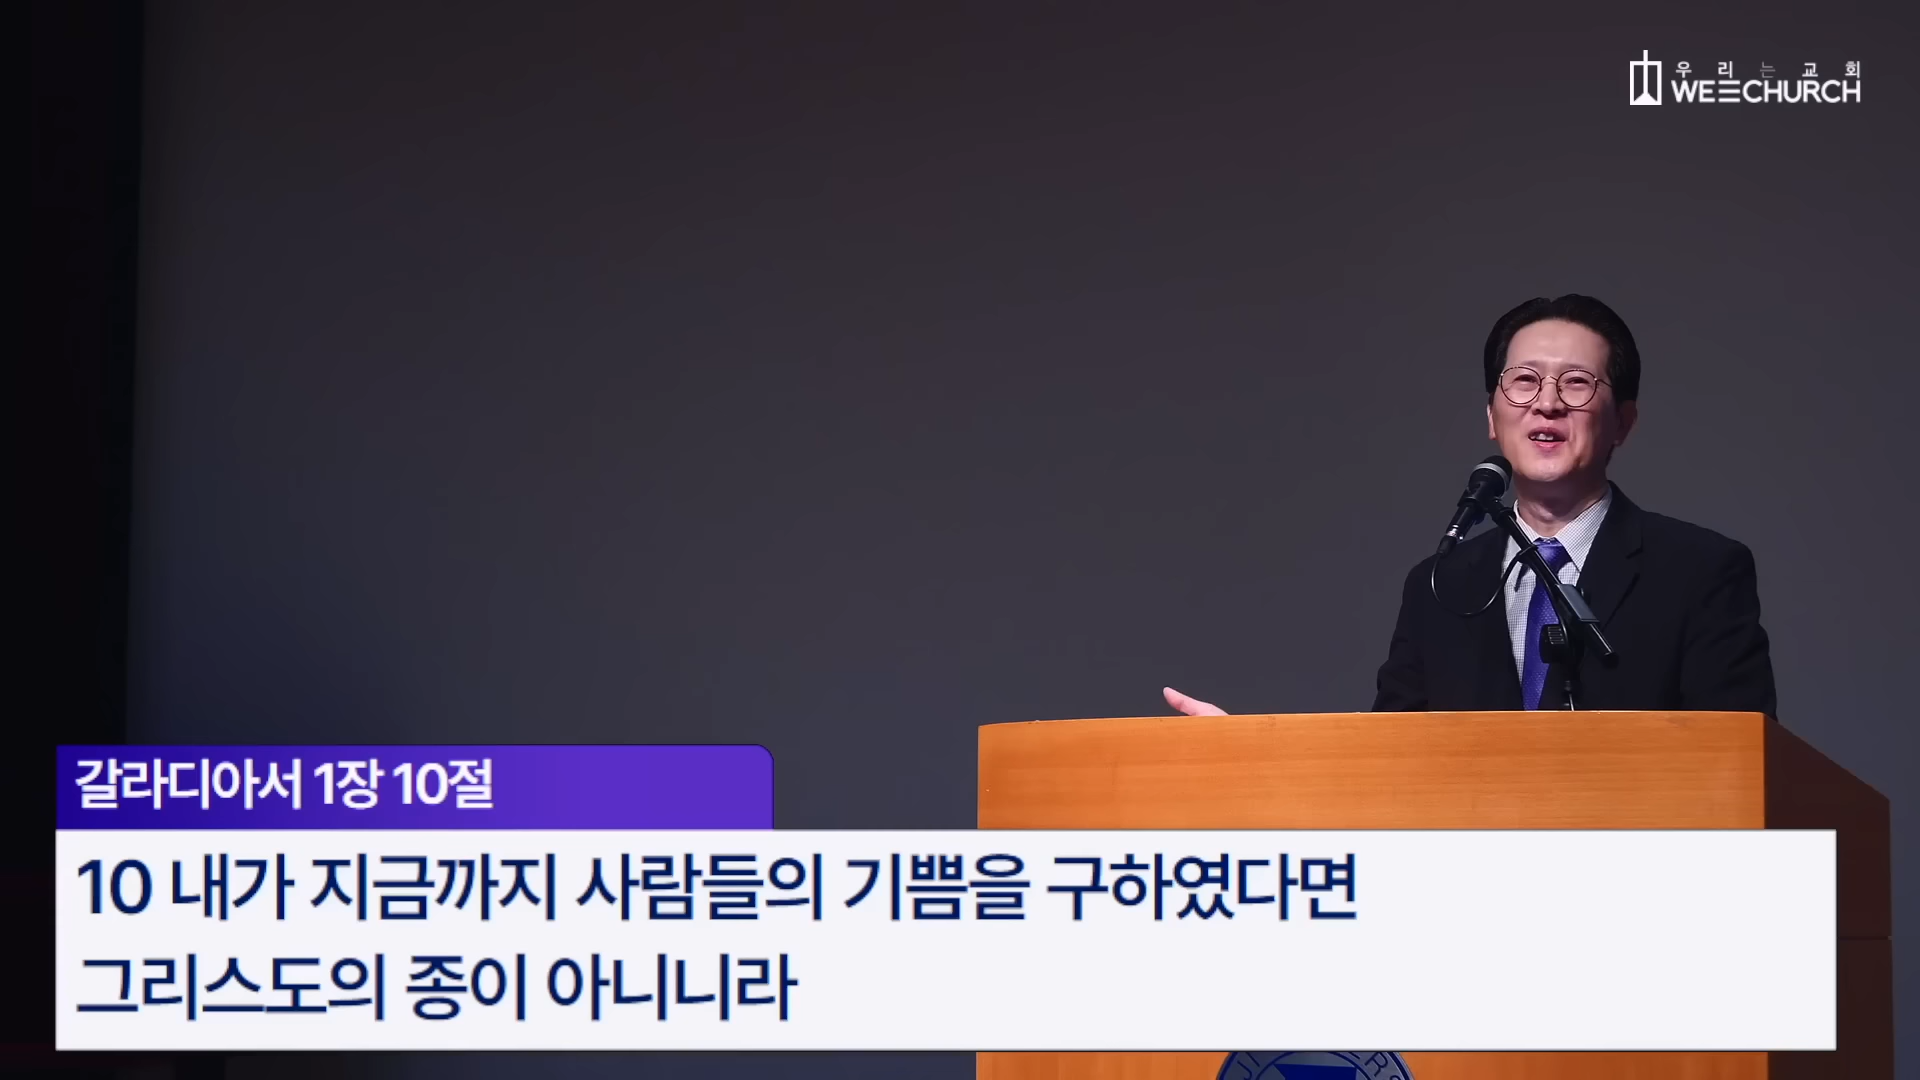 우리는교회
WE CHURCH
갈라디아서 1장 10절
10 내가 지금까지 사람들의 기쁨을 구하였다면
그리스도의 종이 아니니라